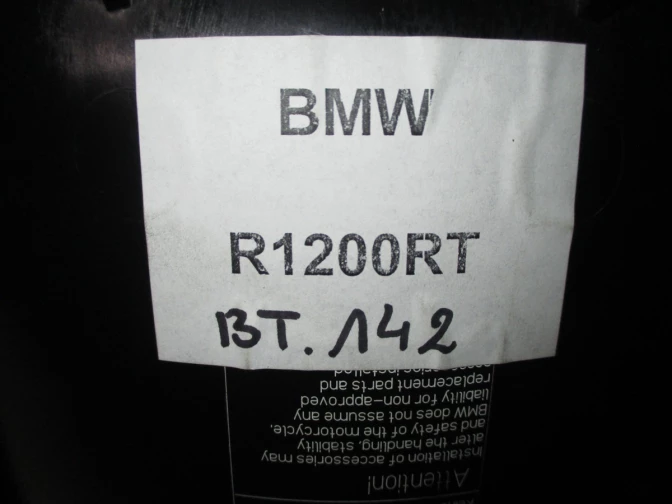 BMW
R1200RT
BT.142
Attention!
Installation of accessories may
alter the handling, stability
and safety of the motorcycle.
BMW does not assume any
liability for non-approved
replacement parts and